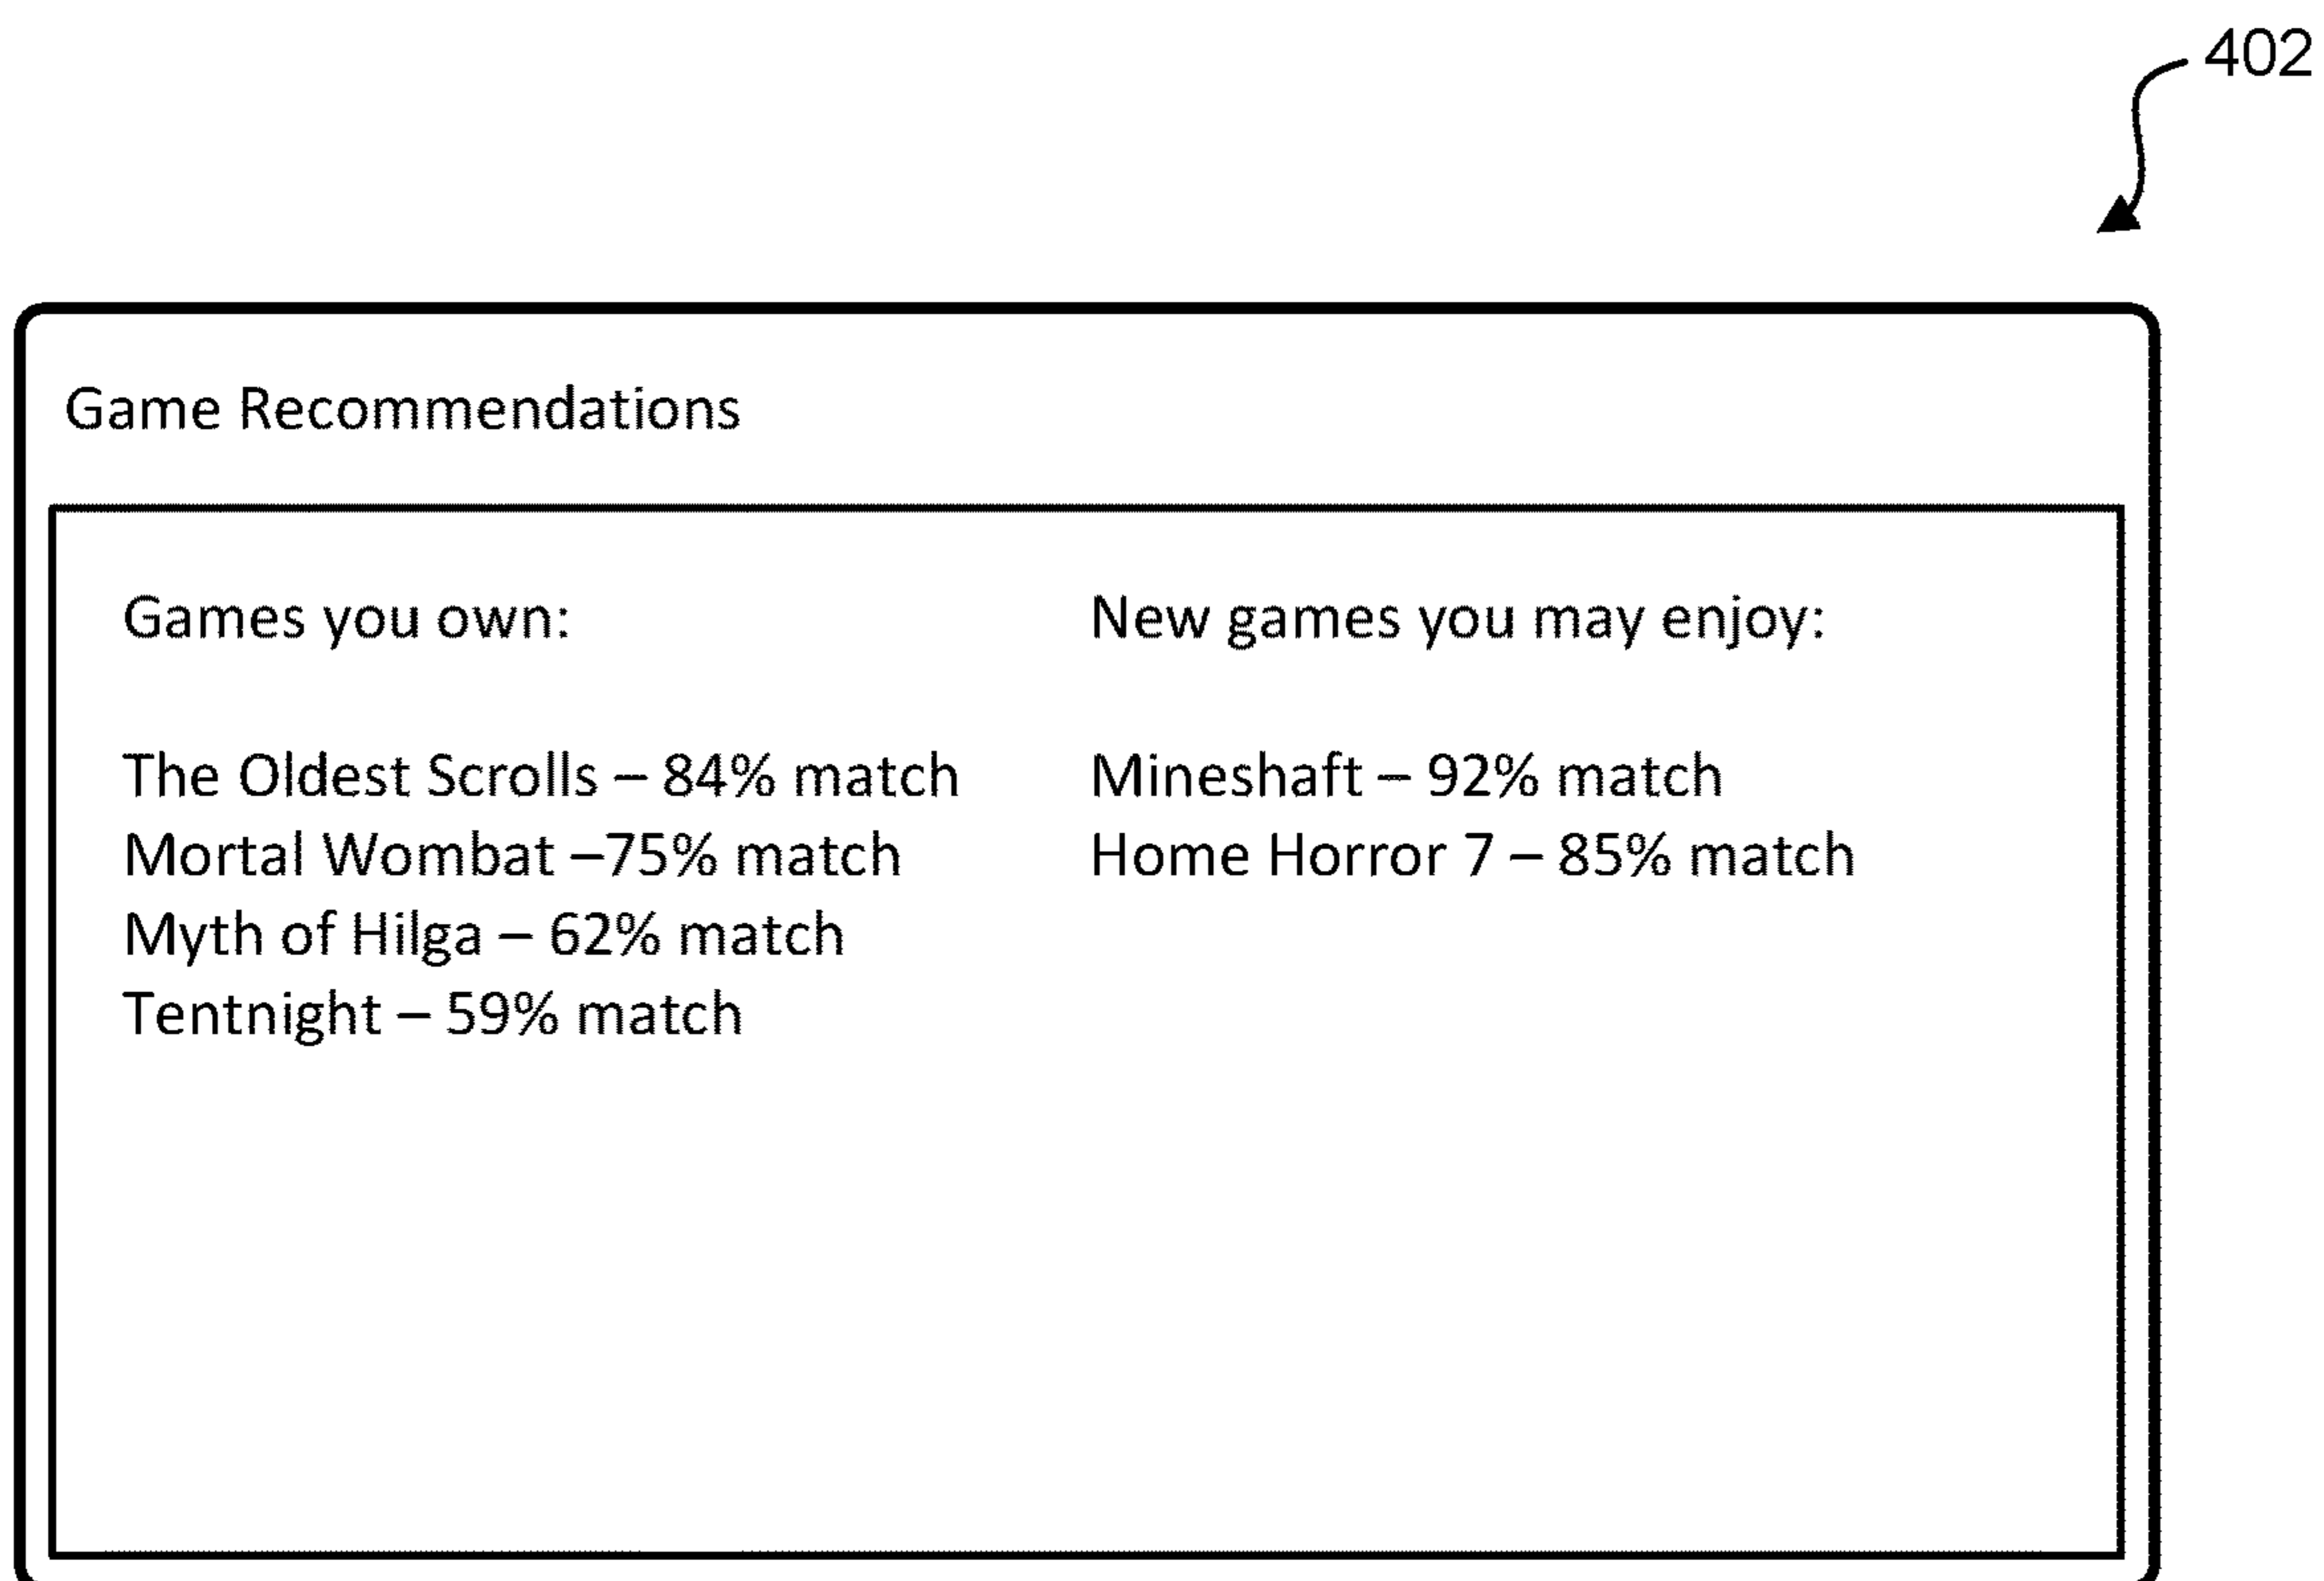 402
Game Recommendations
Games you own:
The Oldest Scrolls – 84% match
Mortal Wombat –75% match
Myth of Hilga – 62% match
Tentnight – 59% match
New games you may enjoy:
Mineshaft – 92% match
Home Horror 7 – 85% match